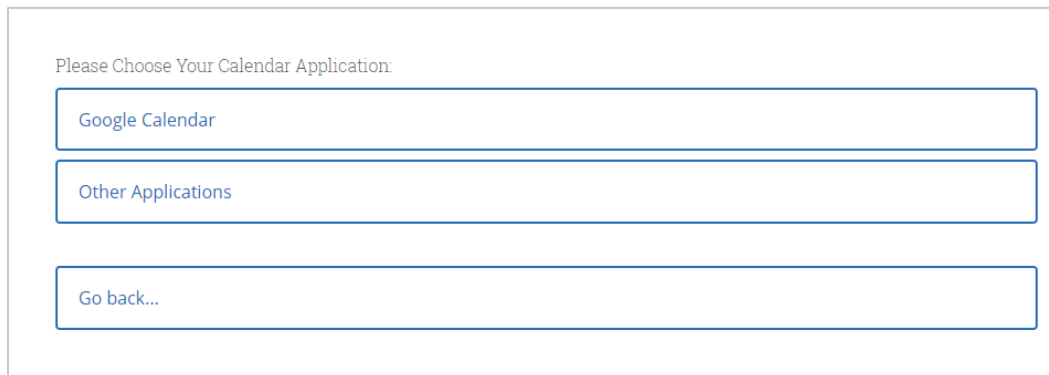 Please Choose Your Calendar Application:
Google Calendar
Other Applications
Go back...